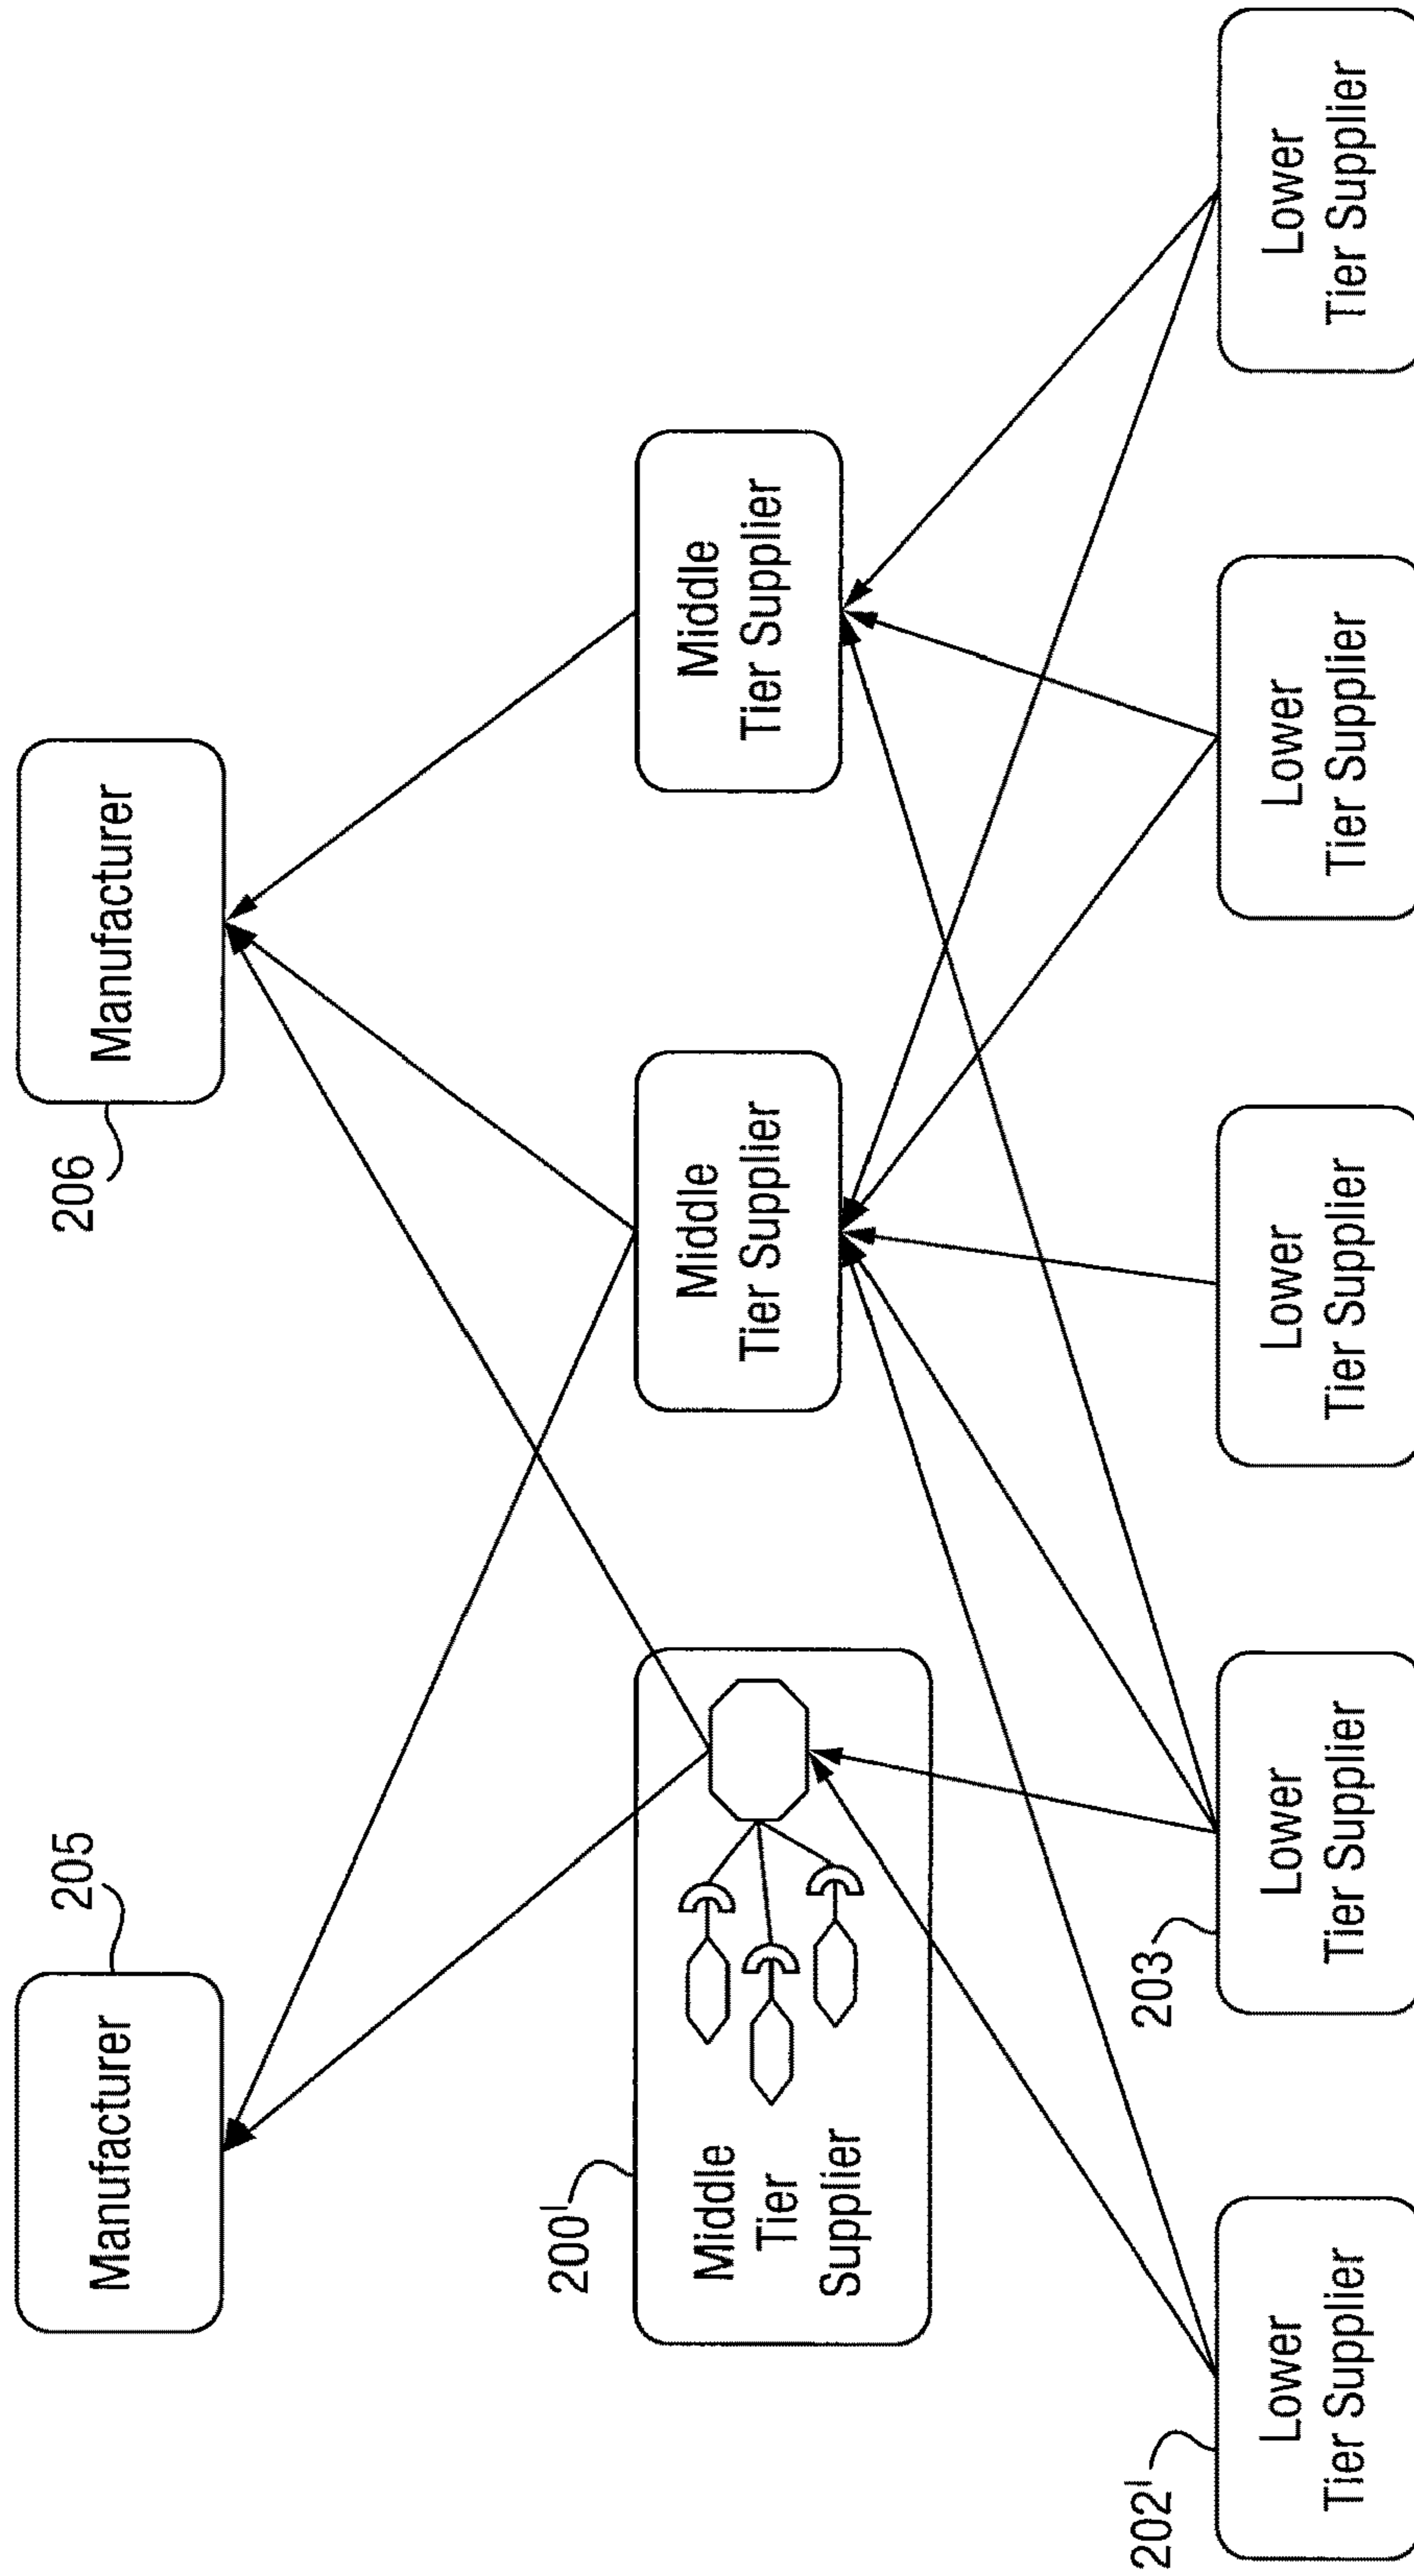 205
Manufacturer
206
Manufacturer
200'
Middle
Tier
Supplier
Middle
Tier Supplier
Middle
Tier Supplier
202'
Lower
Tier Supplier
203
Lower
Tier Supplier
Lower
Tier Supplier
Lower
Tier Supplier
Lower
Tier Supplier